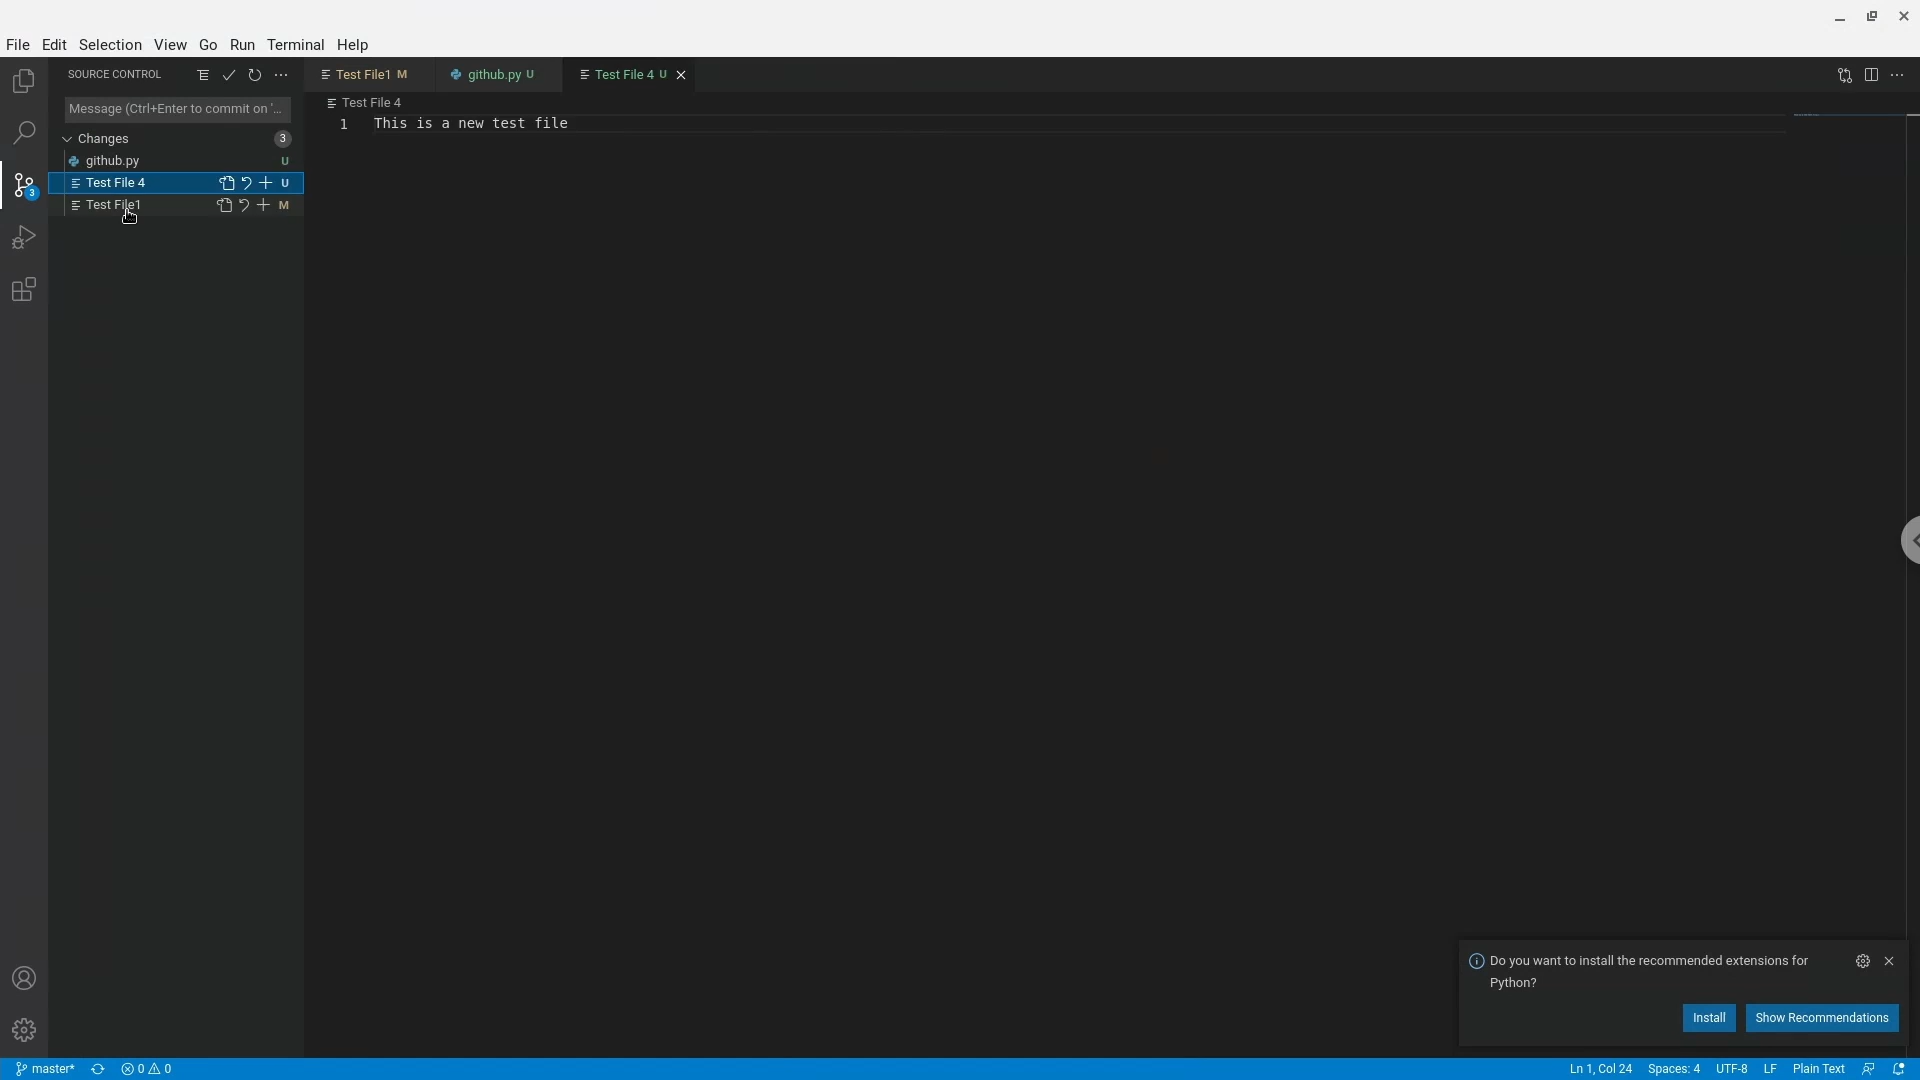 File Edit Selection View Go Run Terminal Help
SOURCE CONTROL
Test File1 M
github.py U
Test File 4 U
Message (Ctrl+Enter to commit on '...
Test File 4
Changes 3
1 This is a new test file
github.py U
Test File 4 U
Test File1 M
3
Do you want to install the recommended extensions for
Python?
Install
Show Recommendations
master* 0 0 Ln 1, Col 24 Spaces: 4 UTF-8 LF Plain Text